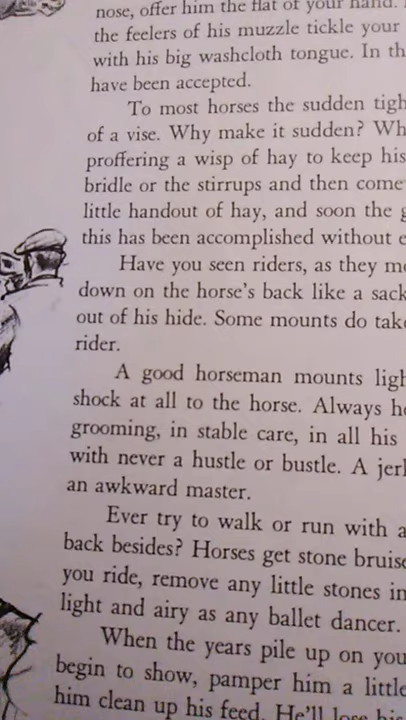 nose, offer him the flat of your hand.
the feelers of his muzzle tickle your
with his big washcloth tongue. In th
have been accepted.
To most horses the sudden tigh
of a vise. Why make it sudden? Wh
proffering a wisp of hay to keep his
bridle or the stirrups and then come
little handout of hay, and soon the g
this has been accomplished without e
Have you seen riders, as they mo
down on the horse's back like a sack
out of his hide. Some mounts do take
rider.
A good horseman mounts ligh
shock at all to the horse. Always he
grooming, in stable care, in all his
with never a hustle or bustle. A jerk
an awkward master.
Ever try to walk or run with a
back besides? Horses get stone bruise
you ride, remove any little stones in
light and airy as any ballet dancer.
When the years pile up on you
begin to show, pamper him a little
him clean up his feed. He'll lose his